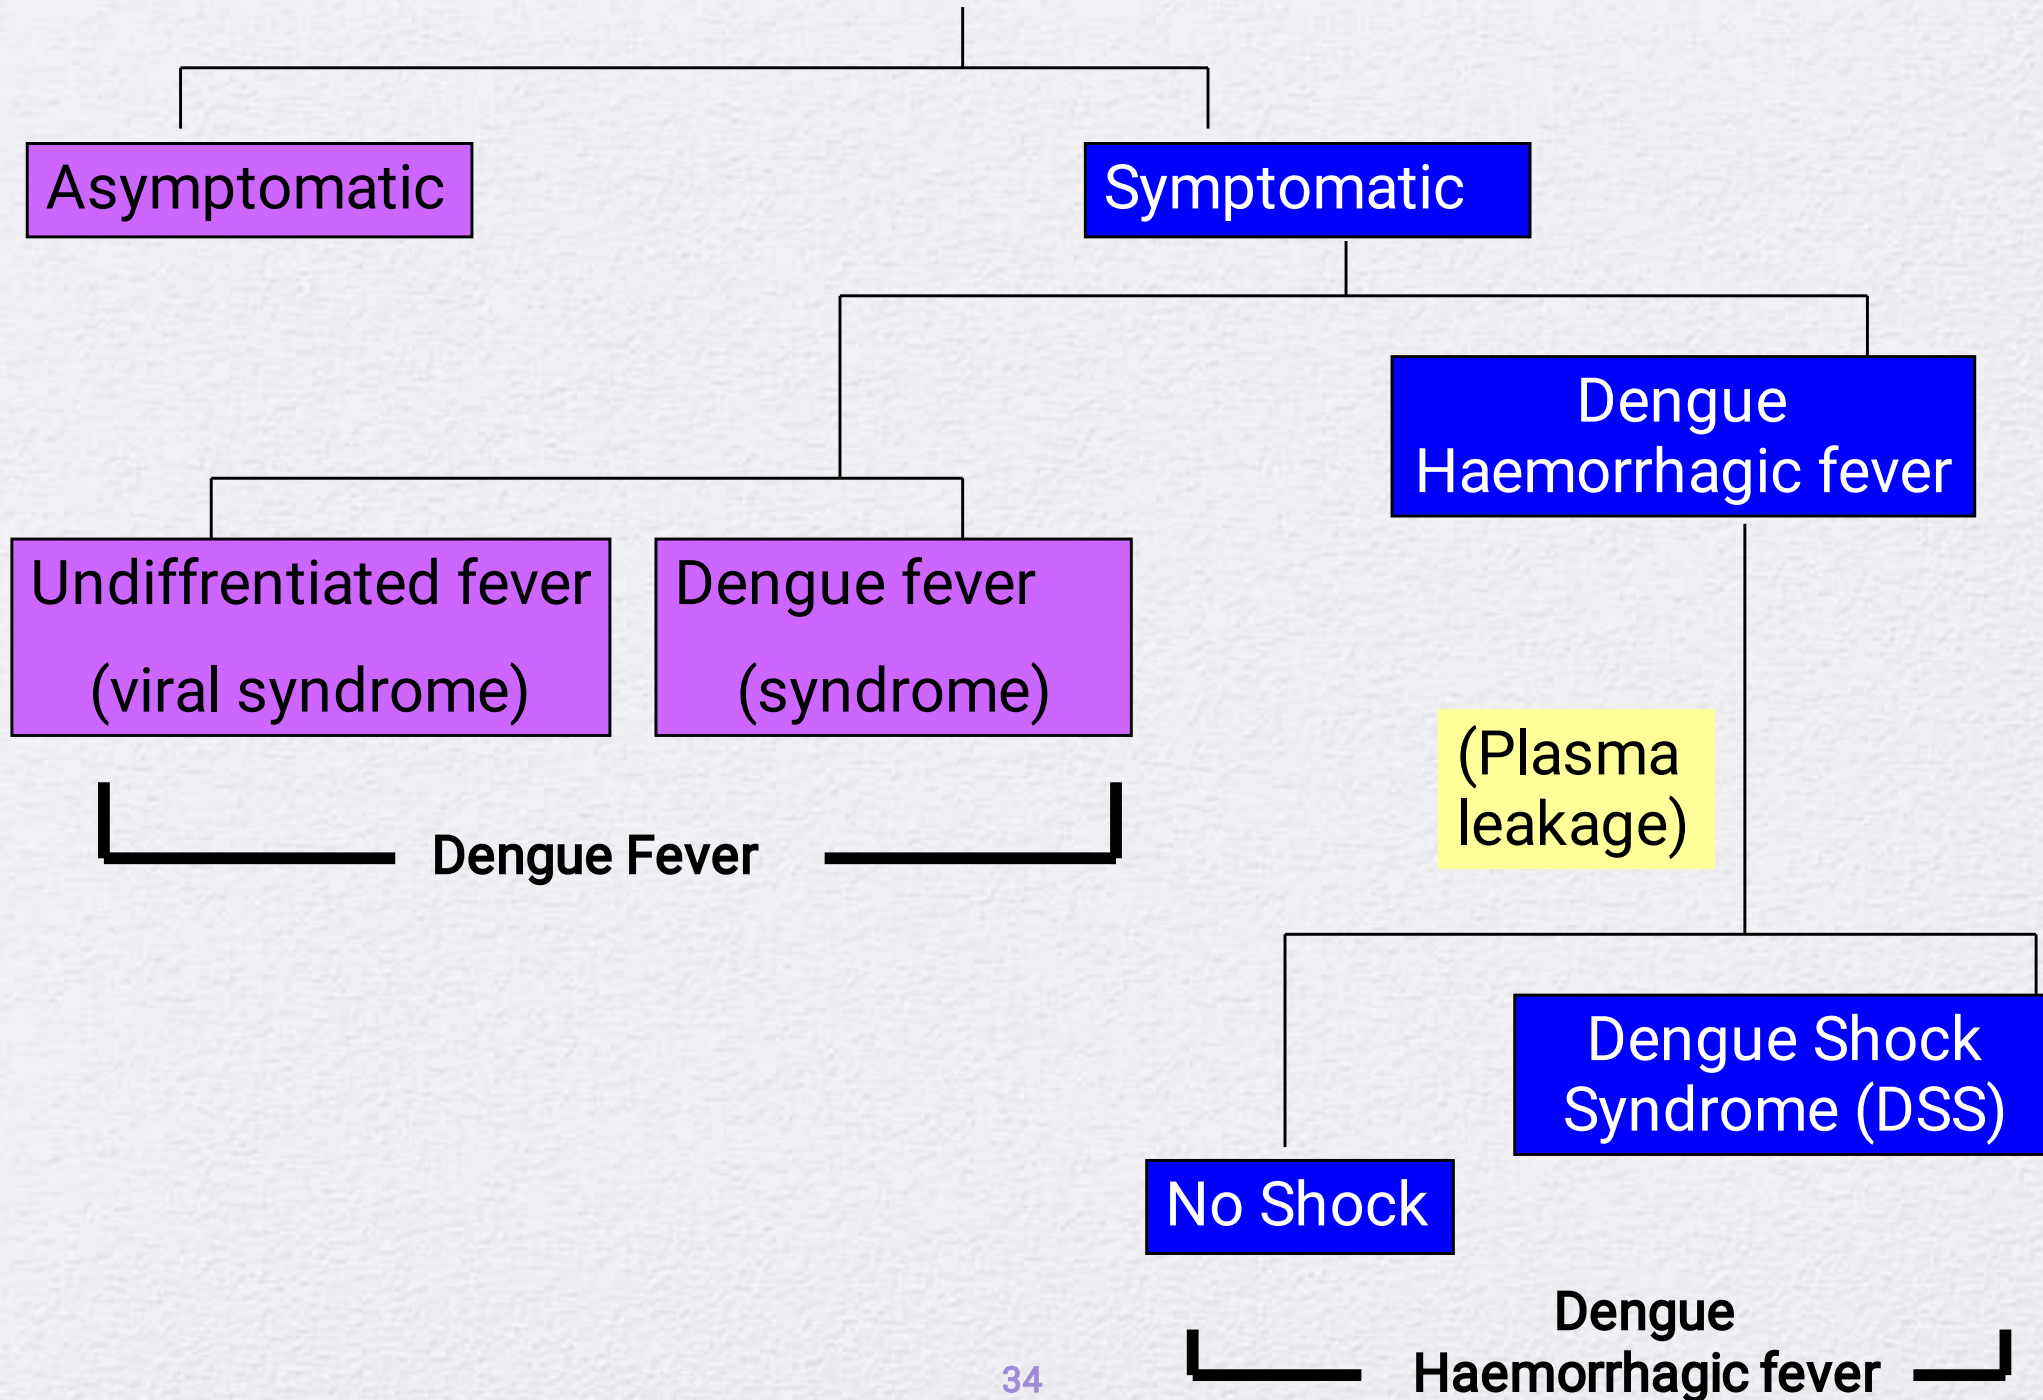 Asymptomatic
Symptomatic
Dengue
Haemorrhagic fever
Undiffrentiated fever
(viral syndrome)
Dengue fever
(syndrome)
(Plasma
leakage)
Dengue Fever
Dengue Shock
Syndrome (DSS)
No Shock
Dengue
Haemorrhagic fever
34